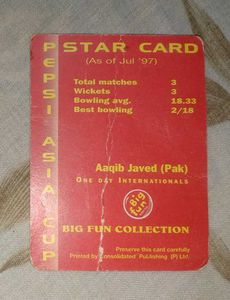 PEPSI ASIA CUP
STAR CARD
(As of Jul '97)
Total matches 3
Wickets 3
Bowling avg. 18.33
Best bowling 2/18
Aaqib Javed (Pak)
ONE DAY INTERNATIONALS
Big
fun
BIG FUN COLLECTION
Preserve this card carefully
Printed by Consolidated Publishing (P) Ltd.